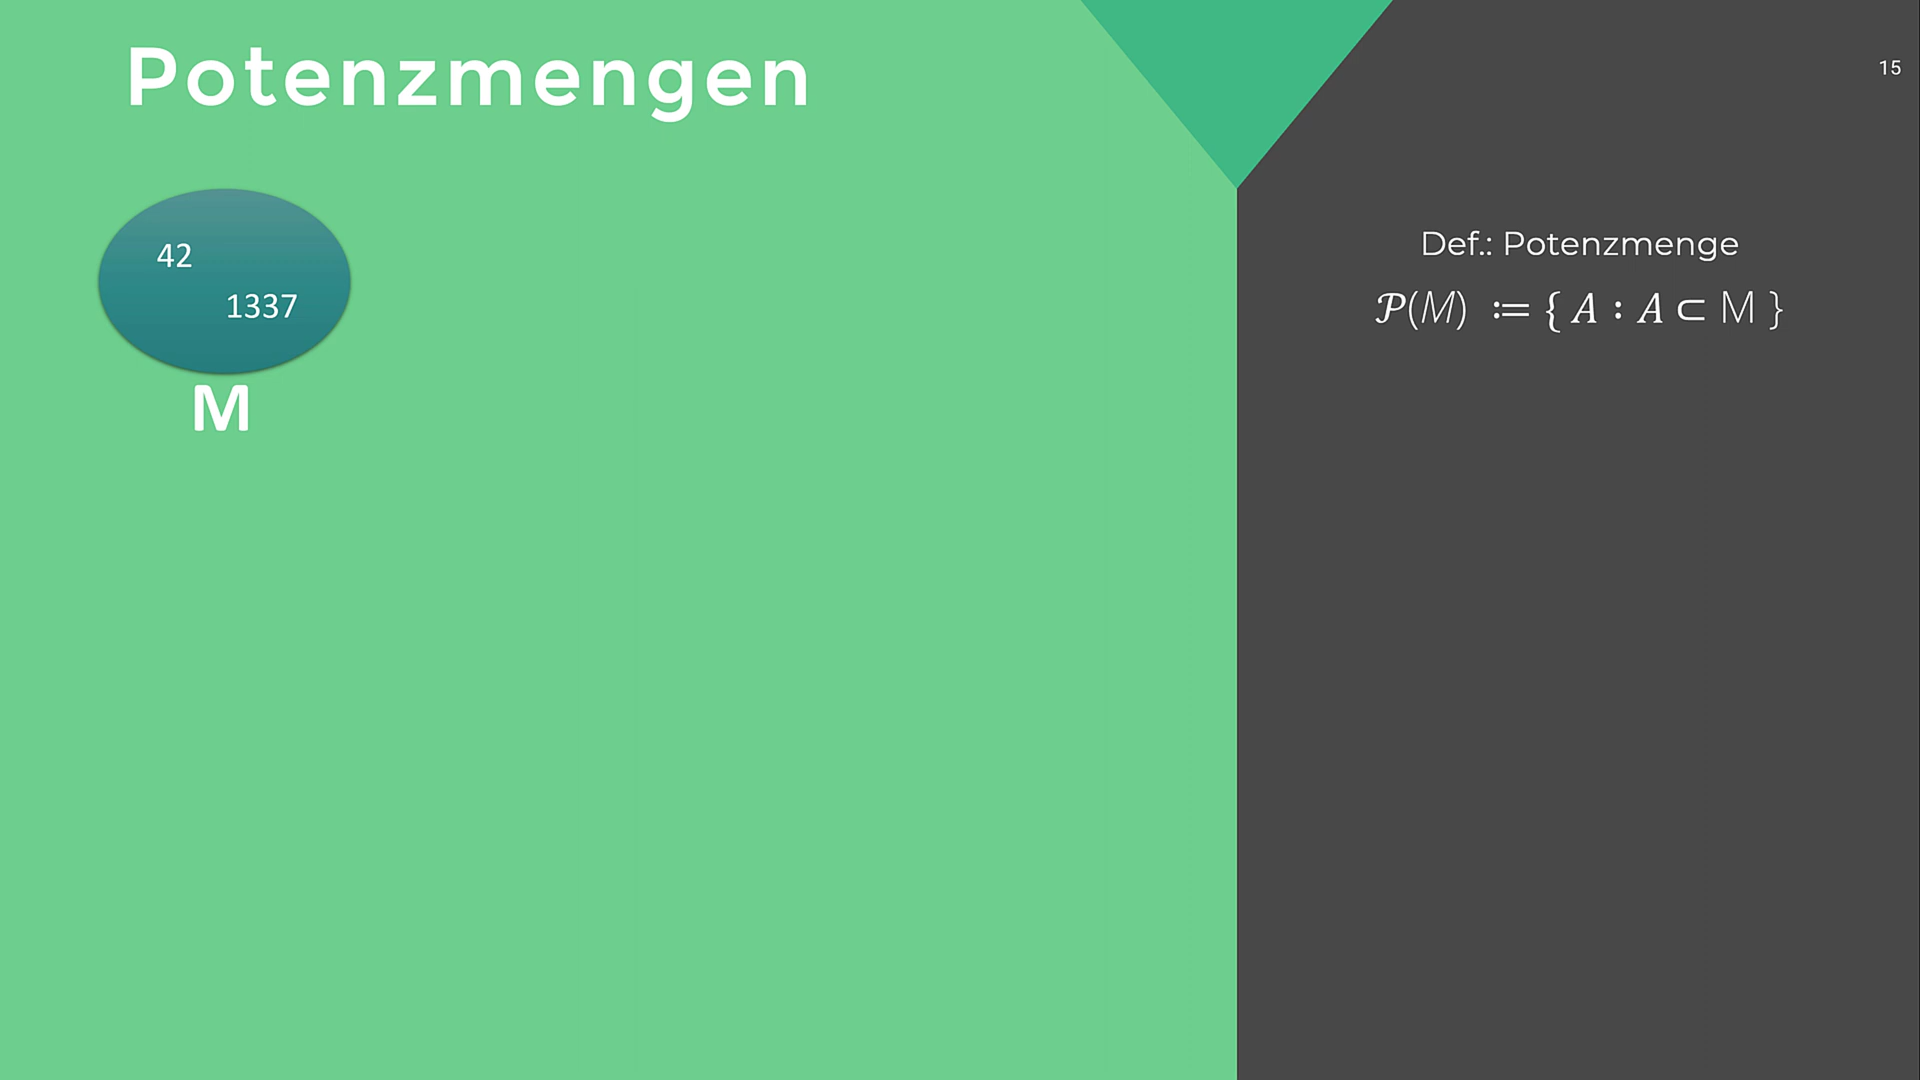 Potenzmengen
15
42
1337
M
Def.: Potenzmenge
𝒫(M) ≔ { A : A ⊂ M }